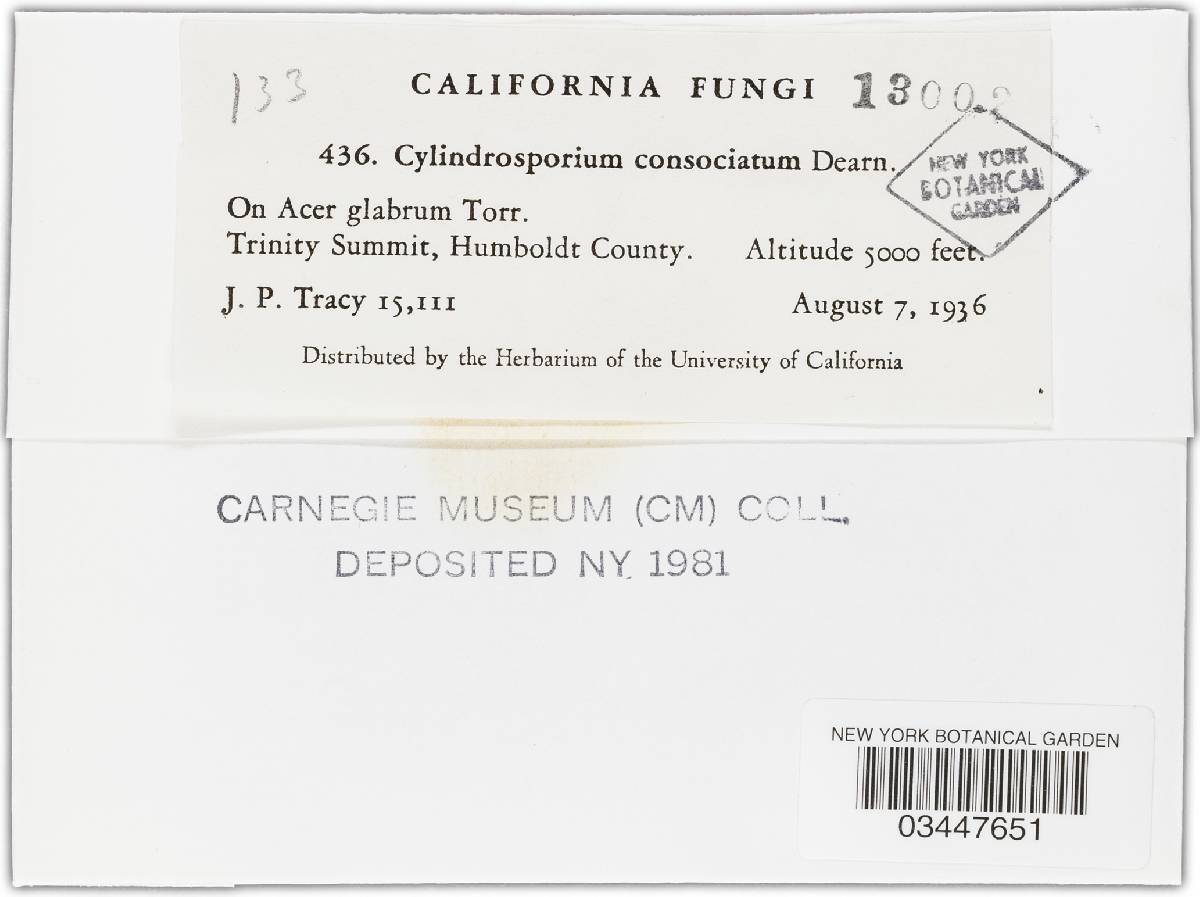 133
CALIFORNIA FUNGI
436. Cylindrosporium consociatum Dearn.
NEW YORK
BOTANICAL
GARDEN
On Acer glabrum Torr.
Trinity Summit, Humboldt County. Altitude 5000 feet.
J. P. Tracy 15,111 August 7, 1936
Distributed by the Herbarium of the University of California
CARNEGIE MUSEUM (CM) COLL.
DEPOSITED NY 1981
NEW YORK BOTANICAL GARDEN
03447651